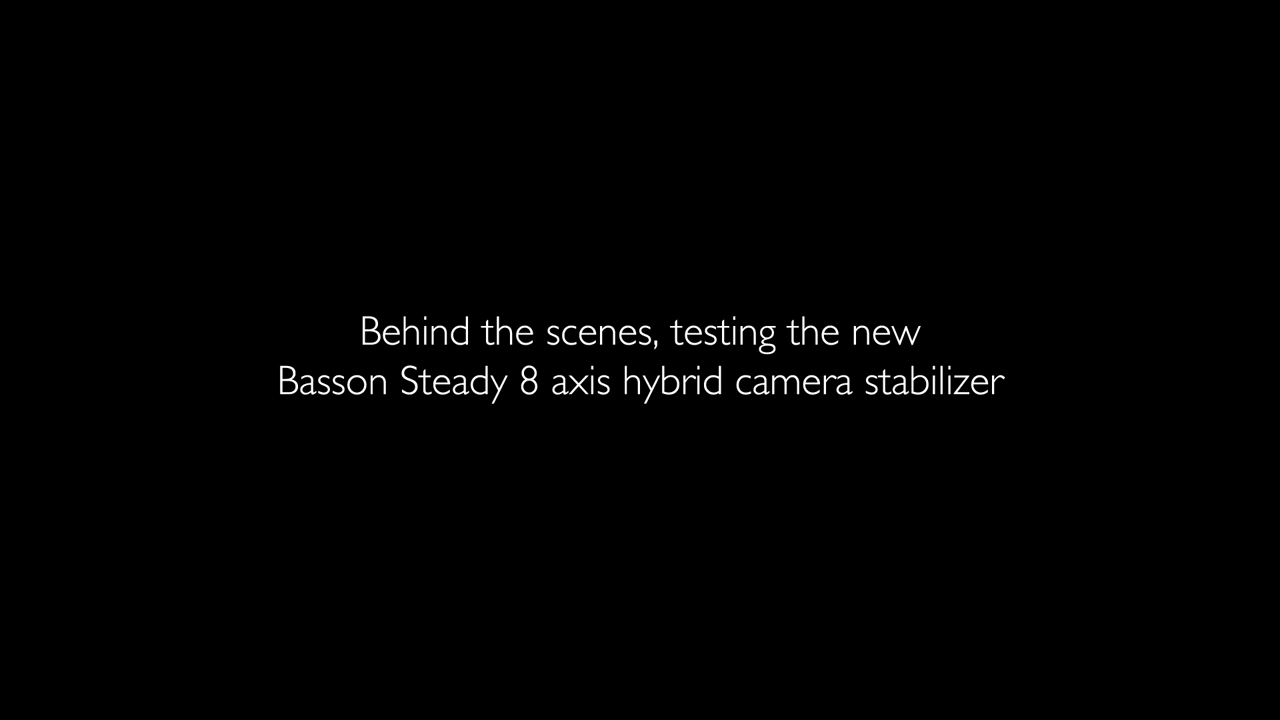 Behind the scenes, testing the new
Basson Steady 8 axis hybrid camera stabilizer